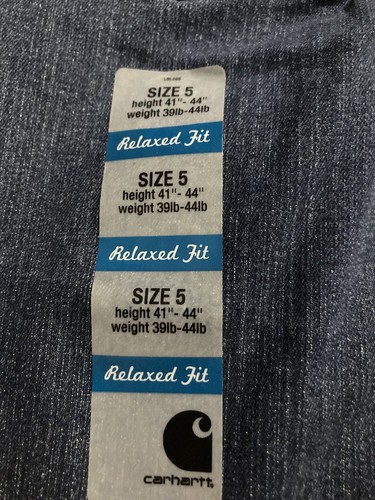 SIZE 5
height 41"- 44"
weight 39lb-44lb
Relaxed Fit
SIZE 5
height 41"- 44"
weight 39lb-44lb
Relaxed Fit
SIZE 5
height 41"- 44"
weight 39lb-44lb
Relaxed Fit
carhartt